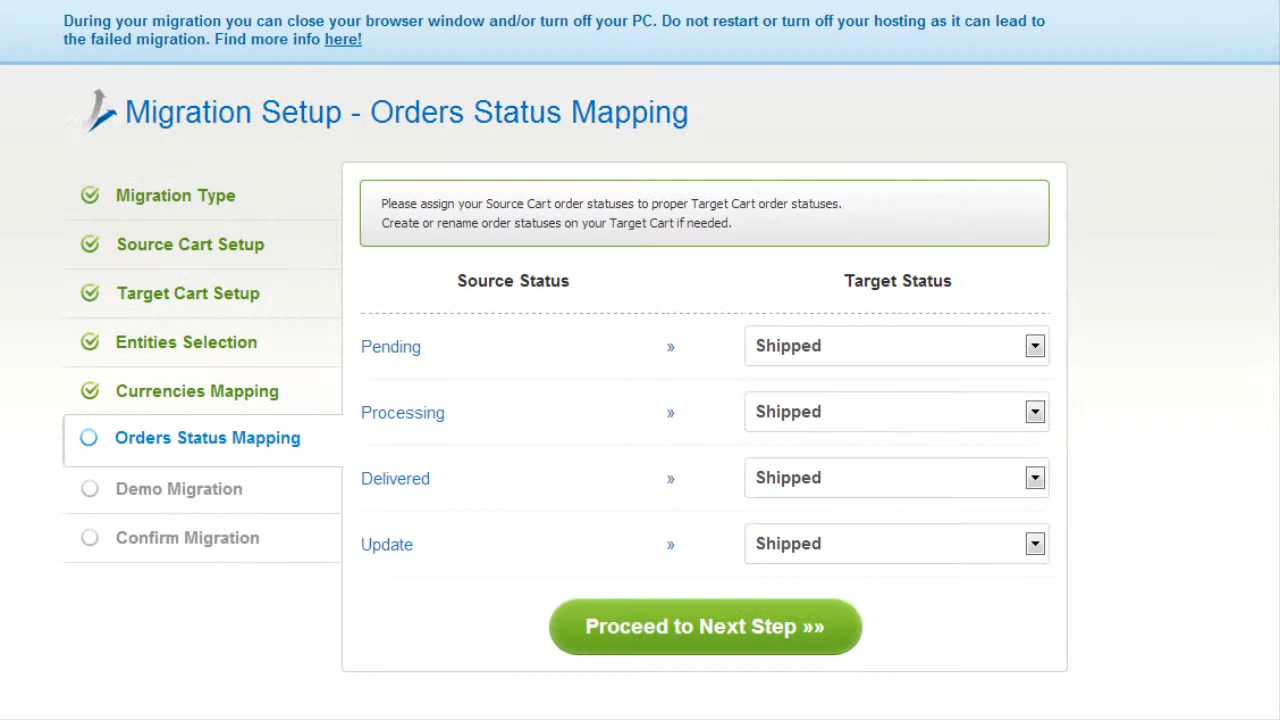 During your migration you can close your browser window and/or turn off your PC. Do not restart or turn off your hosting as it can lead to
the failed migration. Find more info here!
Migration Setup - Orders Status Mapping
Migration Type
Source Cart Setup
Target Cart Setup
Entities Selection
Currencies Mapping
Orders Status Mapping
Demo Migration
Confirm Migration
Please assign your Source Cart order statuses to proper Target Cart order statuses.
Create or rename order statuses on your Target Cart if needed.
Source Status Target Status
Pending » Shipped
Processing » Shipped
Delivered » Shipped
Update » Shipped
Proceed to Next Step »»